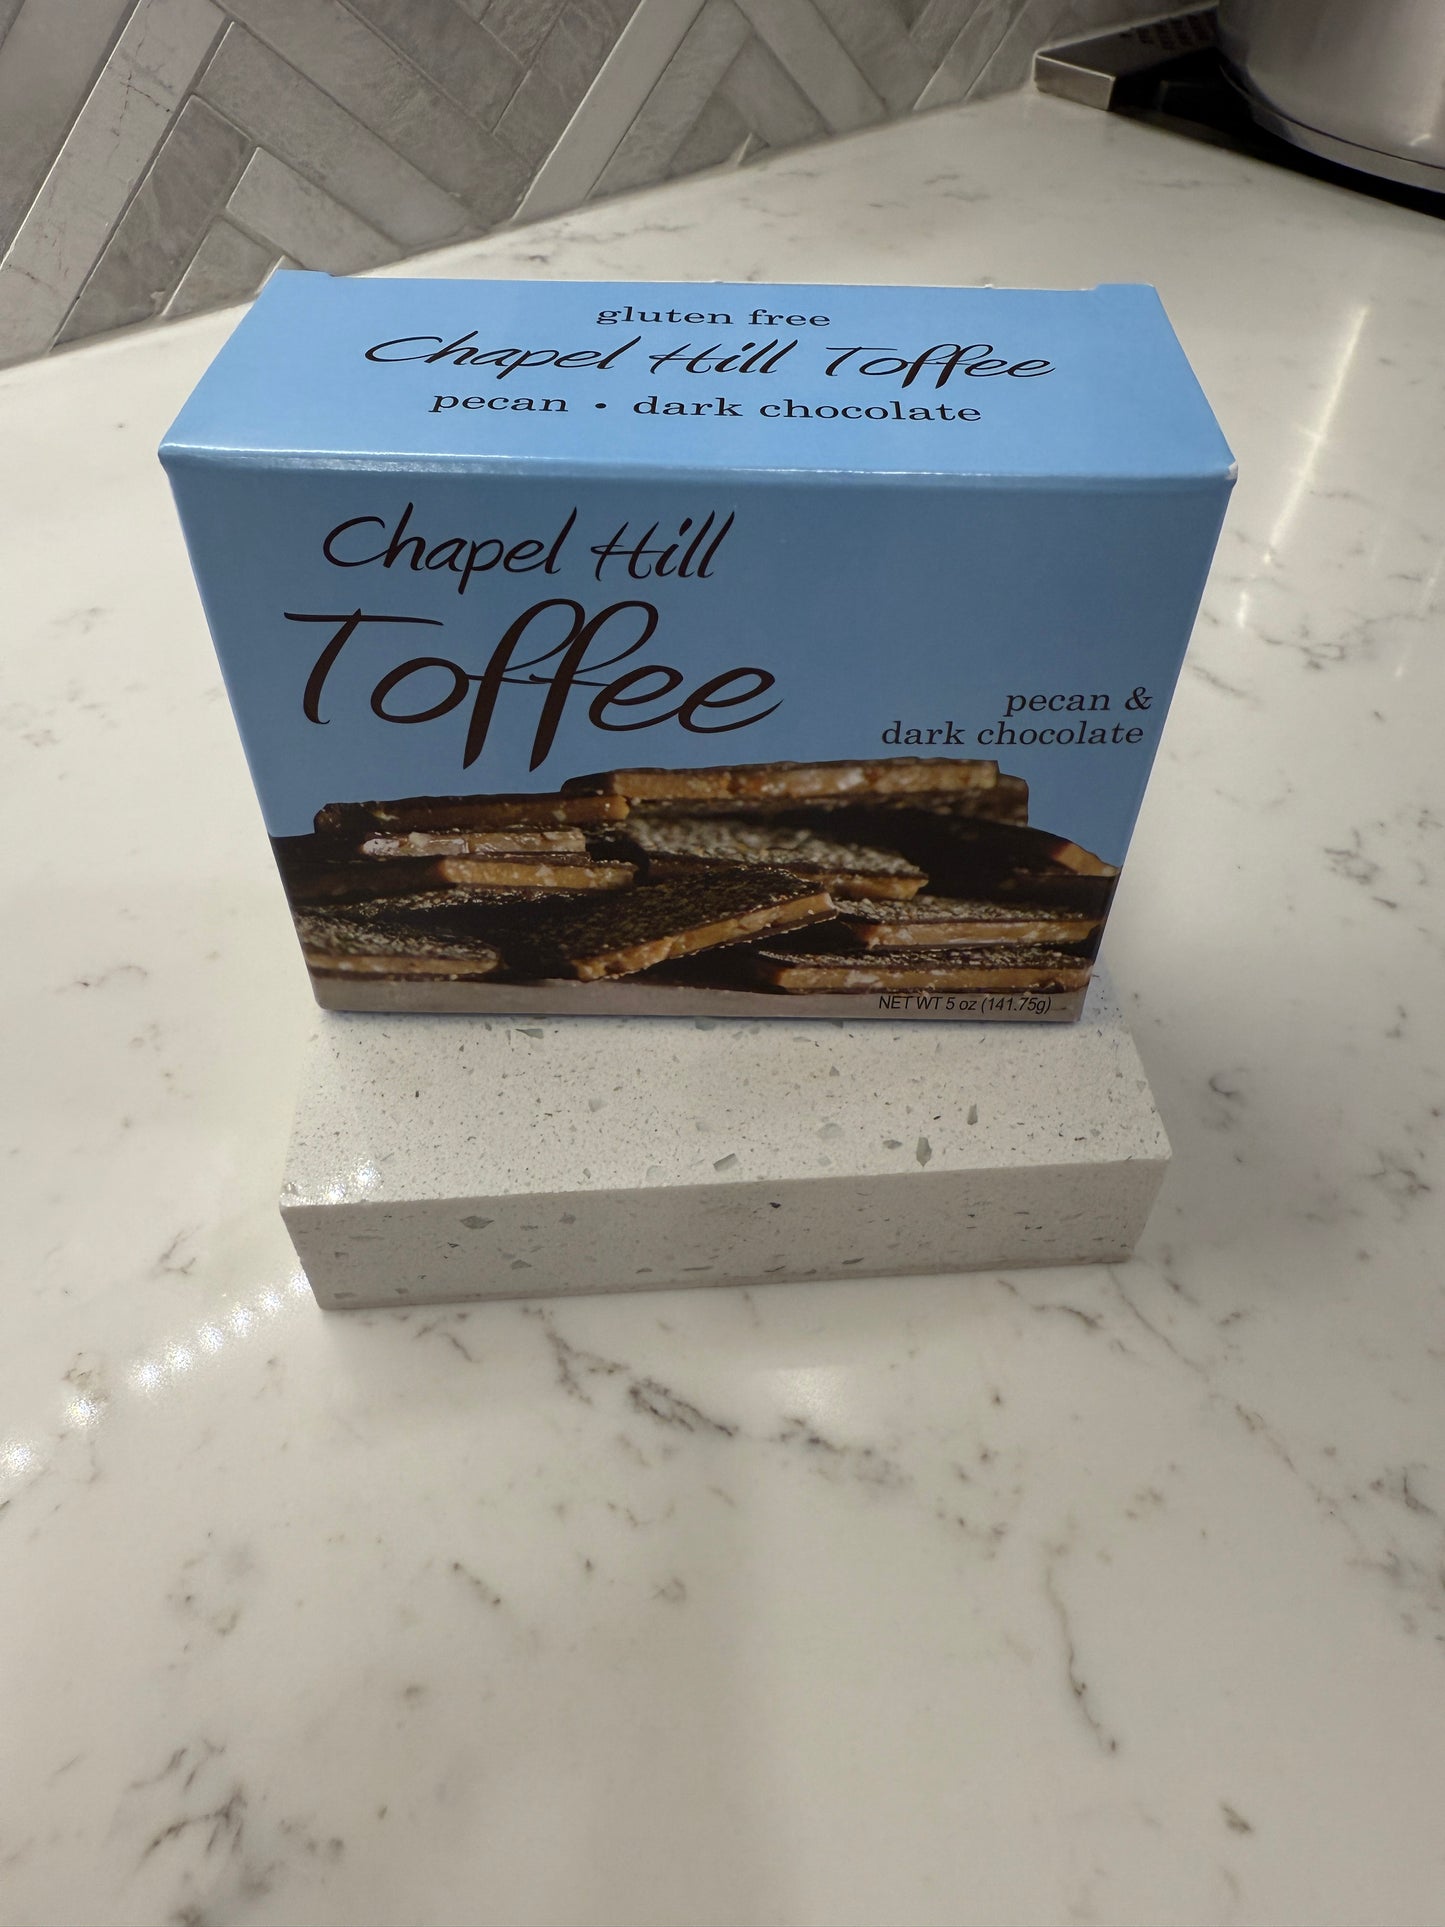 gluten free
Chapel Hill Toffee
pecan • dark chocolate
Chapel Hill
Toffee
pecan &
dark chocolate
NET WT 5 oz (141.75g)